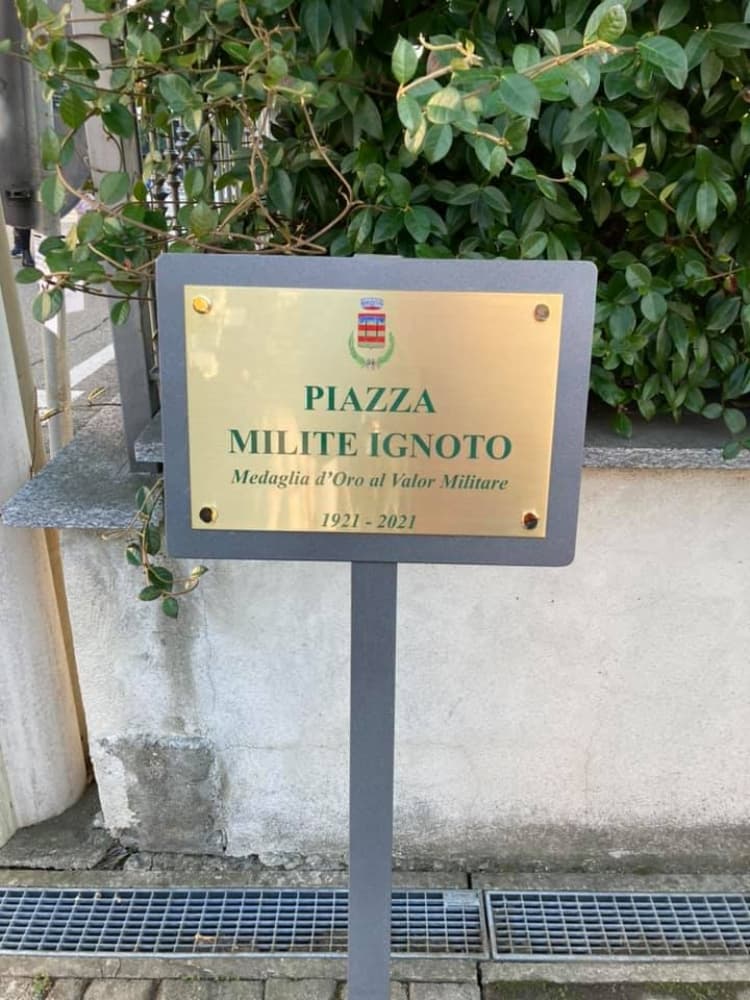 PIAZZA
MILITE IGNOTO
Medaglia d'Oro al Valor Militare
1921 - 2021